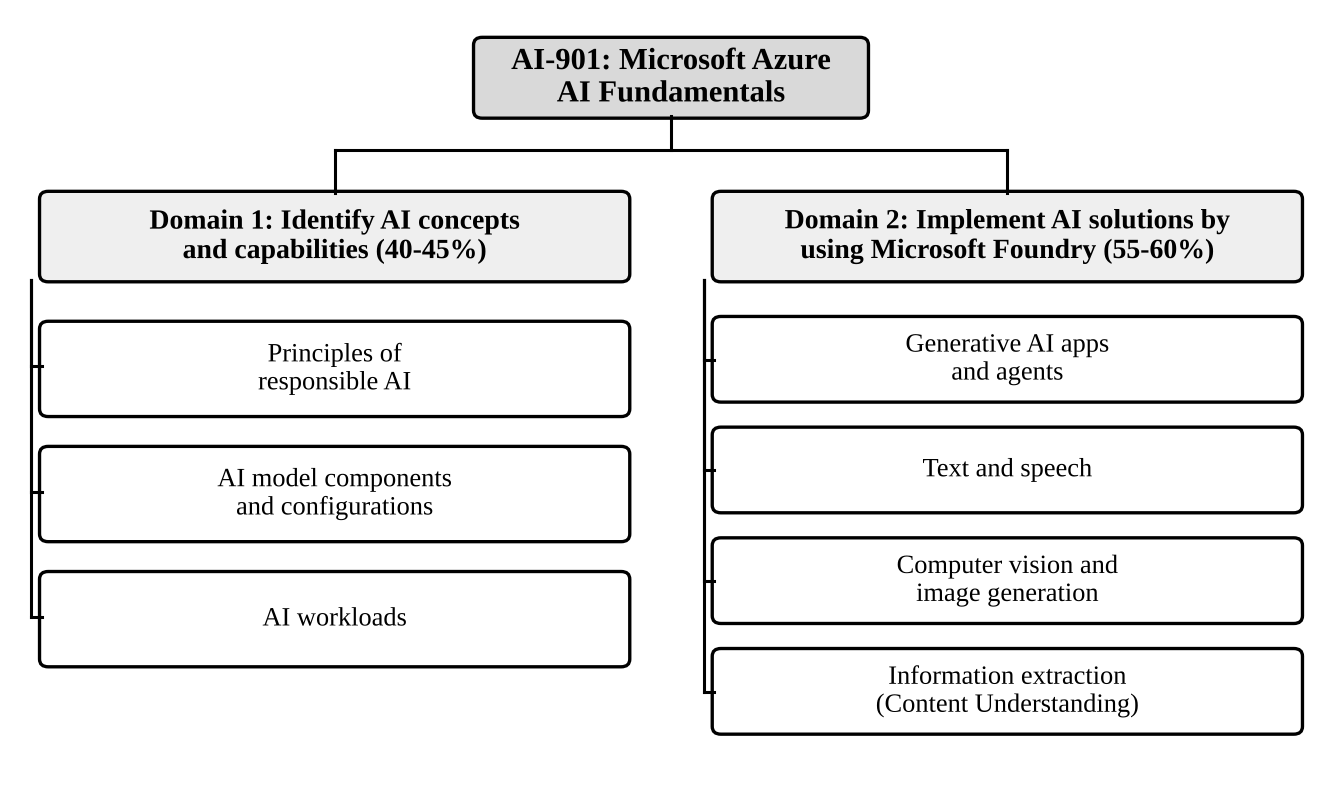 AI-901: Microsoft Azure
AI Fundamentals
Domain 1: Identify AI concepts
and capabilities (40-45%)
Principles of
responsible AI
AI model components
and configurations
AI workloads
Domain 2: Implement AI solutions by
using Microsoft Foundry (55-60%)
Generative AI apps
and agents
Text and speech
Computer vision and
image generation
Information extraction
(Content Understanding)